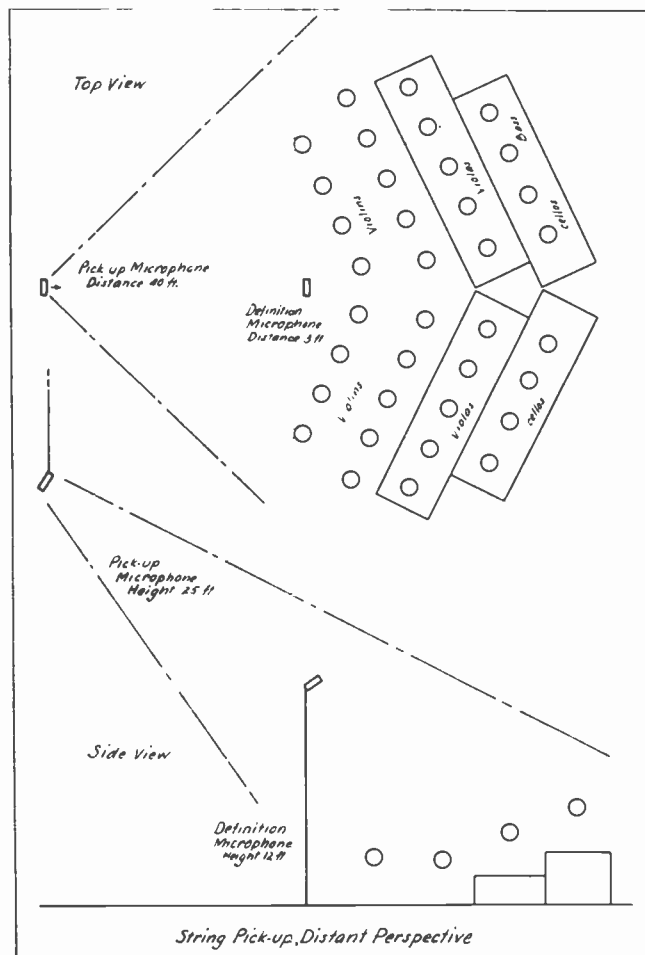 Top View
Violins
Violas
Bass
Cellos
Pick up Microphone
Distance 40 ft.
Definition
Microphone
Distance 3 ft
Violins
Violas
Cellos
Pick-up
Microphone
Height 25 ft
Side View
Definition
Microphone
Height 12 ft
String Pick-up, Distant Perspective